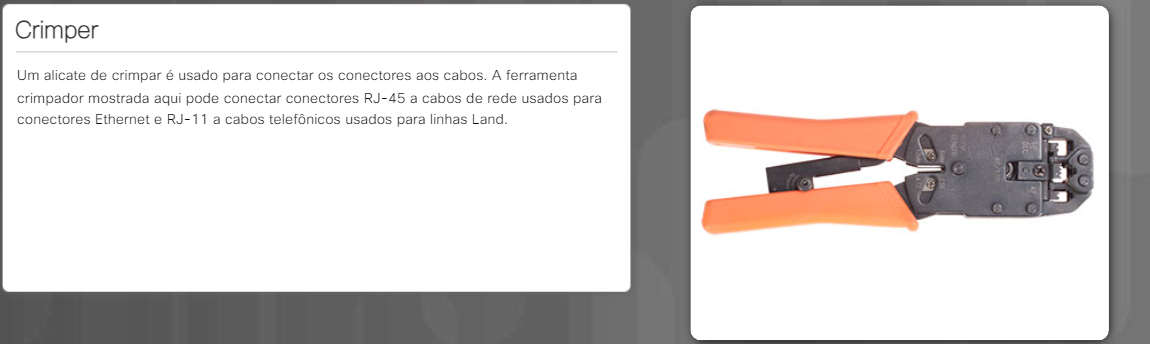 Crimper
Um alicate de crimpar é usado para conectar os conectores aos cabos. A ferramenta
crimpador mostrada aqui pode conectar conectores RJ-45 a cabos de rede usados para
conectores Ethernet e RJ-11 a cabos telefônicos usados para linhas Land.